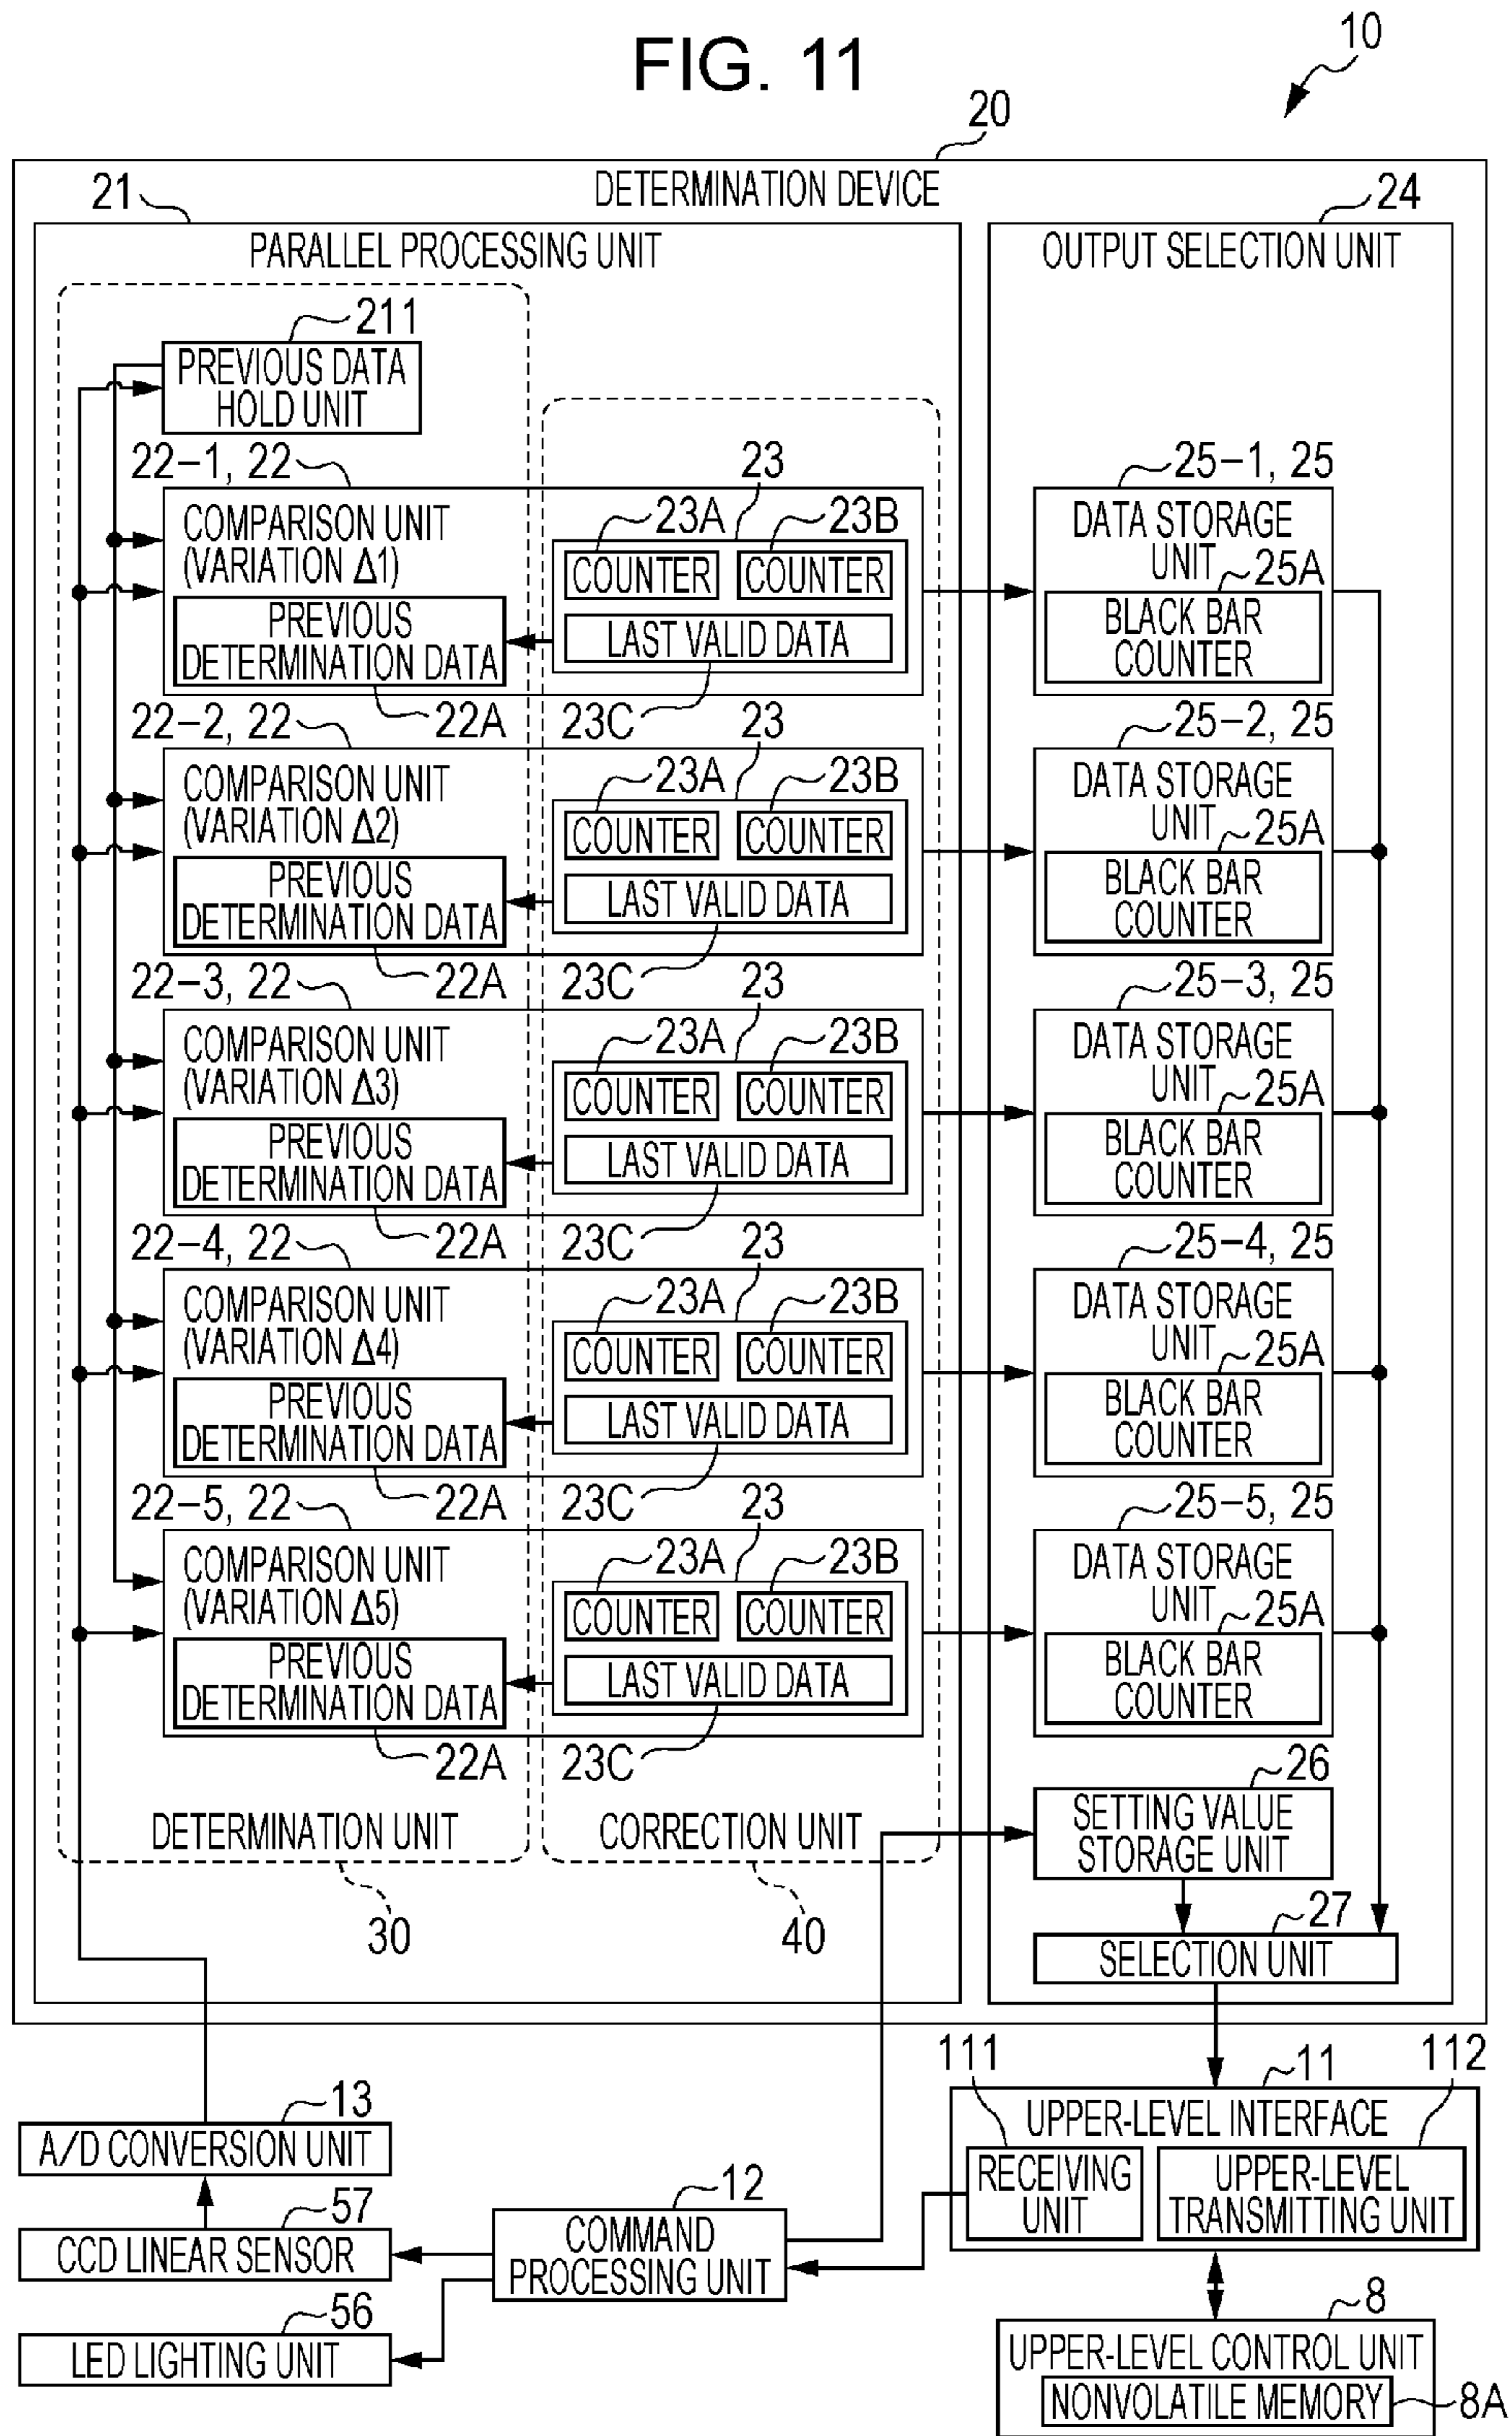 FIG. 11
10
20
DETERMINATION DEVICE
21
PARALLEL PROCESSING UNIT
24
OUTPUT SELECTION UNIT
211
PREVIOUS DATA
HOLD UNIT
22-1, 22
COMPARISON UNIT
(VARIATION Δ1)
PREVIOUS
DETERMINATION DATA
22A
23
23A
23B
COUNTER
COUNTER
LAST VALID DATA
23C
25-1, 25
DATA STORAGE
UNIT
25A
BLACK BAR
COUNTER
22-2, 22
COMPARISON UNIT
(VARIATION Δ2)
PREVIOUS
DETERMINATION DATA
22A
23
23A
23B
COUNTER
COUNTER
LAST VALID DATA
23C
25-2, 25
DATA STORAGE
UNIT
25A
BLACK BAR
COUNTER
22-3, 22
COMPARISON UNIT
(VARIATION Δ3)
PREVIOUS
DETERMINATION DATA
22A
23
23A
23B
COUNTER
COUNTER
LAST VALID DATA
23C
25-3, 25
DATA STORAGE
UNIT
25A
BLACK BAR
COUNTER
22-4, 22
COMPARISON UNIT
(VARIATION Δ4)
PREVIOUS
DETERMINATION DATA
22A
23
23A
23B
COUNTER
COUNTER
LAST VALID DATA
23C
25-4, 25
DATA STORAGE
UNIT
25A
BLACK BAR
COUNTER
22-5, 22
COMPARISON UNIT
(VARIATION Δ5)
PREVIOUS
DETERMINATION DATA
22A
23
23A
23B
COUNTER
COUNTER
LAST VALID DATA
23C
25-5, 25
DATA STORAGE
UNIT
25A
BLACK BAR
COUNTER
DETERMINATION UNIT
30
CORRECTION UNIT
40
26
SETTING VALUE
STORAGE UNIT
27
SELECTION UNIT
13
A/D CONVERSION UNIT
57
CCD LINEAR SENSOR
56
LED LIGHTING UNIT
12
COMMAND
PROCESSING UNIT
111
11
112
UPPER-LEVEL INTERFACE
RECEIVING
UNIT
UPPER-LEVEL
TRANSMITTING UNIT
8
UPPER-LEVEL CONTROL UNIT
NONVOLATILE MEMORY
8A